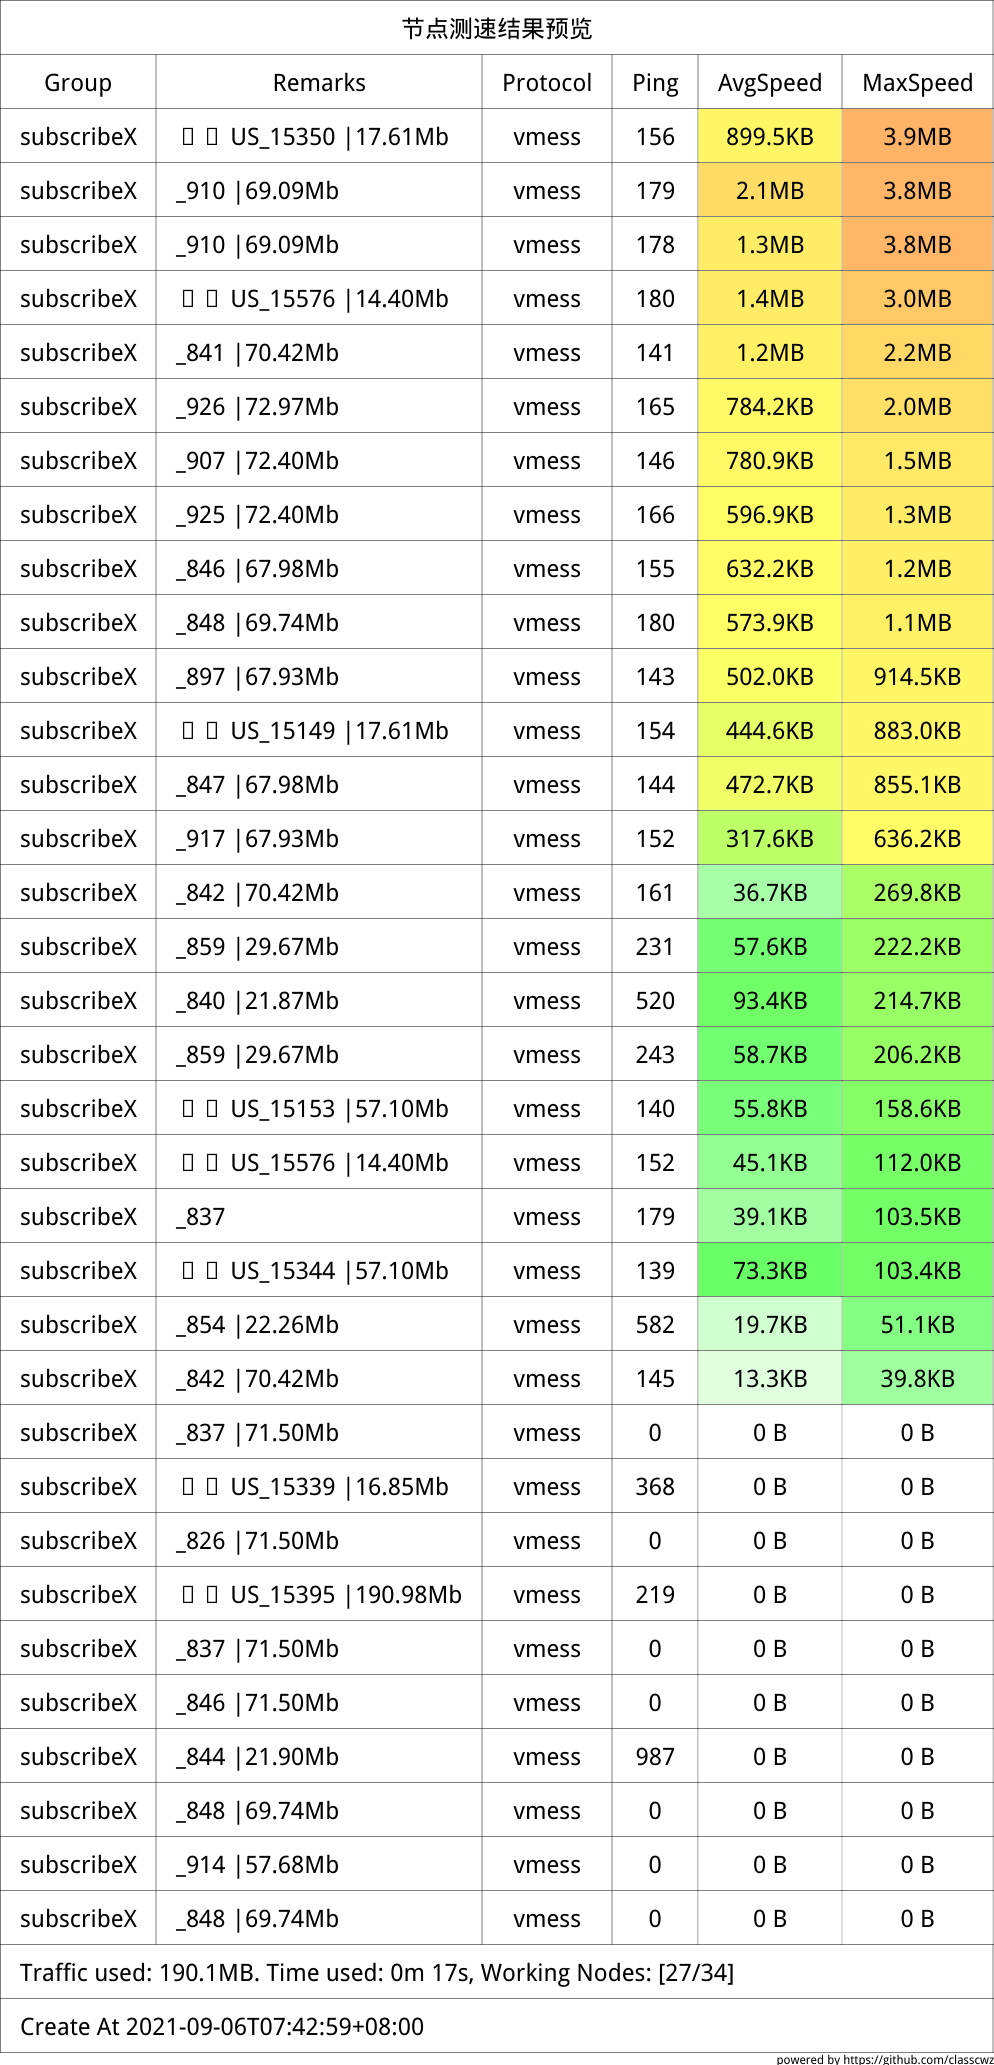 节点测速结果预览
Group Remarks Protocol Ping AvgSpeed MaxSpeed
subscribeX US_15350 |17.61Mb vmess 156 899.5KB 3.9MB
subscribeX _910 |69.09Mb vmess 179 2.1MB 3.8MB
subscribeX _910 |69.09Mb vmess 178 1.3MB 3.8MB
subscribeX US_15576 |14.40Mb vmess 180 1.4MB 3.0MB
subscribeX _841 |70.42Mb vmess 141 1.2MB 2.2MB
subscribeX _926 |72.97Mb vmess 165 784.2KB 2.0MB
subscribeX _907 |72.40Mb vmess 146 780.9KB 1.5MB
subscribeX _925 |72.40Mb vmess 166 596.9KB 1.3MB
subscribeX _846 |67.98Mb vmess 155 632.2KB 1.2MB
subscribeX _848 |69.74Mb vmess 180 573.9KB 1.1MB
subscribeX _897 |67.93Mb vmess 143 502.0KB 914.5KB
subscribeX US_15149 |17.61Mb vmess 154 444.6KB 883.0KB
subscribeX _847 |67.98Mb vmess 144 472.7KB 855.1KB
subscribeX _917 |67.93Mb vmess 152 317.6KB 636.2KB
subscribeX _842 |70.42Mb vmess 161 36.7KB 269.8KB
subscribeX _859 |29.67Mb vmess 231 57.6KB 222.2KB
subscribeX _840 |21.87Mb vmess 520 93.4KB 214.7KB
subscribeX _859 |29.67Mb vmess 243 58.7KB 206.2KB
subscribeX US_15153 |57.10Mb vmess 140 55.8KB 158.6KB
subscribeX US_15576 |14.40Mb vmess 152 45.1KB 112.0KB
subscribeX _837 vmess 179 39.1KB 103.5KB
subscribeX US_15344 |57.10Mb vmess 139 73.3KB 103.4KB
subscribeX _854 |22.26Mb vmess 582 19.7KB 51.1KB
subscribeX _842 |70.42Mb vmess 145 13.3KB 39.8KB
subscribeX _837 |71.50Mb vmess 0 0 B 0 B
subscribeX US_15339 |16.85Mb vmess 368 0 B 0 B
subscribeX _826 |71.50Mb vmess 0 0 B 0 B
subscribeX US_15395 |190.98Mb vmess 219 0 B 0 B
subscribeX _837 |71.50Mb vmess 0 0 B 0 B
subscribeX _846 |71.50Mb vmess 0 0 B 0 B
subscribeX _844 |21.90Mb vmess 987 0 B 0 B
subscribeX _848 |69.74Mb vmess 0 0 B 0 B
subscribeX _914 |57.68Mb vmess 0 0 B 0 B
subscribeX _848 |69.74Mb vmess 0 0 B 0 B
Traffic used: 190.1MB. Time used: 0m 17s, Working Nodes: [27/34]
Create At 2021-09-06T07:42:59+08:00
powered by https://github.com/classcwz